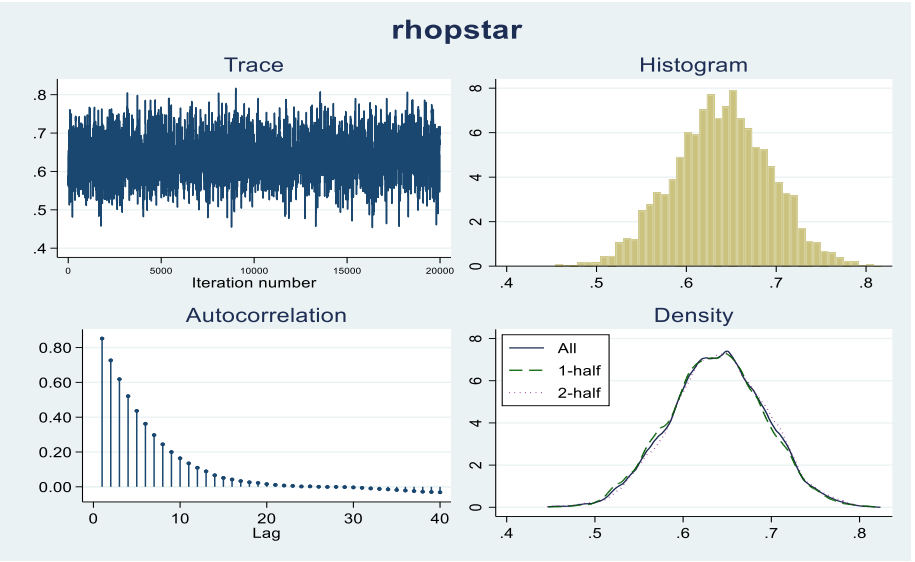 rhopstar
Trace
.8
.7
.6
.5
.4
0 5000 10000 15000 20000
Iteration number
Histogram
8
6
4
2
0
.4 .5 .6 .7 .8
Autocorrelation
0.80
0.60
0.40
0.20
0.00
0 10 20 30 40
Lag
Density
8
6
4
2
0
All
1-half
2-half
.4 .5 .6 .7 .8